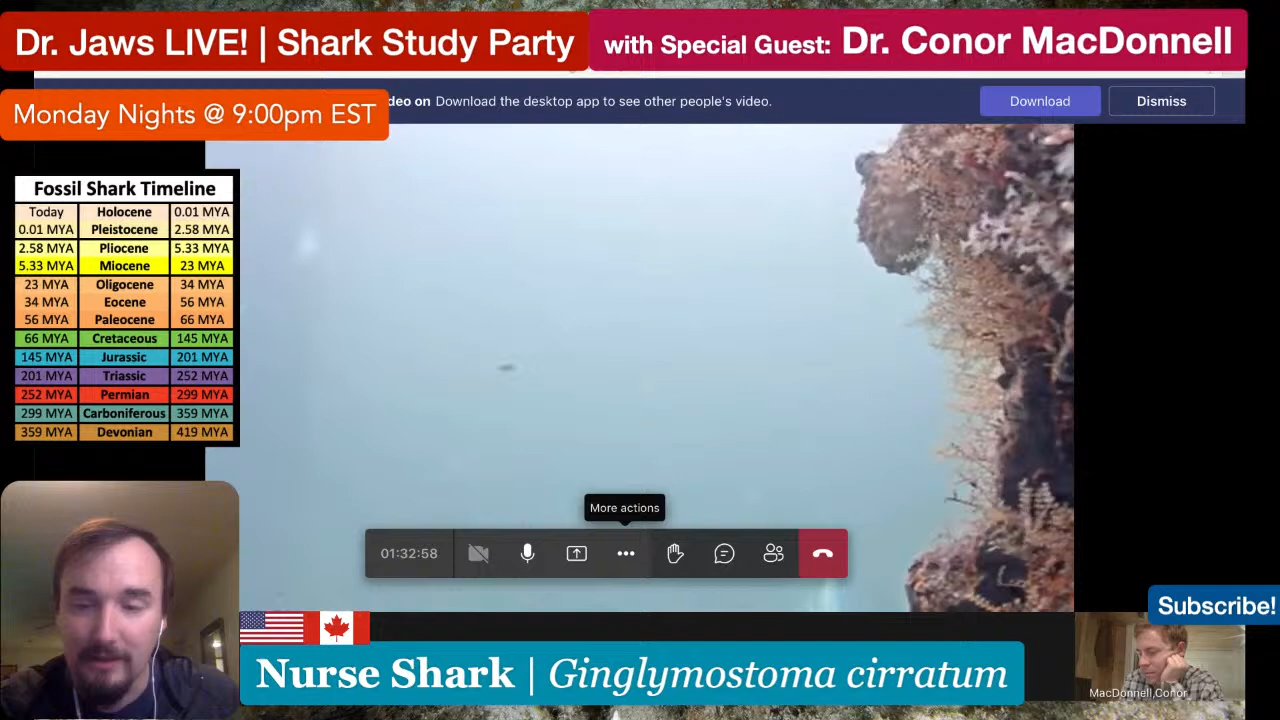 Dr. Jaws LIVE! | Shark Study Party
with Special Guest: Dr. Conor MacDonnell
Monday Nights @ 9:00pm EST
deo on Download the desktop app to see other people's video.
Download
Dismiss
Fossil Shark Timeline
Today Holocene 0.01 MYA
0.01 MYA Pleistocene 2.58 MYA
2.58 MYA Pliocene 5.33 MYA
5.33 MYA Miocene 23 MYA
23 MYA Oligocene 34 MYA
34 MYA Eocene 56 MYA
56 MYA Paleocene 66 MYA
66 MYA Cretaceous 145 MYA
145 MYA Jurassic 201 MYA
201 MYA Triassic 252 MYA
252 MYA Permian 299 MYA
299 MYA Carboniferous 359 MYA
359 MYA Devonian 419 MYA
More actions
01:32:58
Subscribe!
Nurse Shark | Ginglymostoma cirratum
MacDonnell,Conor